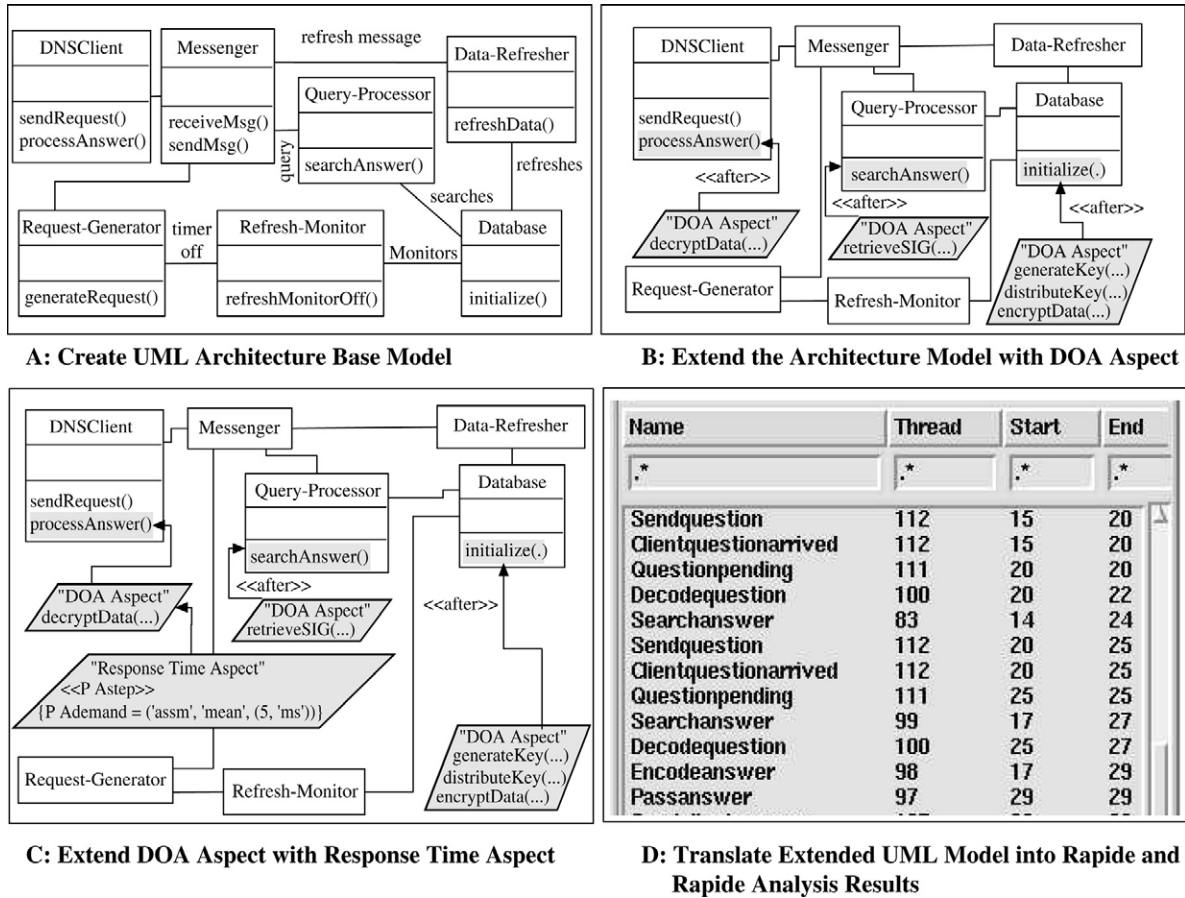 DNSClient
sendRequest()
processAnswer()
Messenger
receiveMsg()
sendMsg()
refresh message
Data-Refresher
refreshData()
Query-Processor
searchAnswer()
query
searches
refreshes
Request-Generator
generateRequest()
timer
off
Refresh-Monitor
refreshMonitorOff()
Monitors
Database
initialize()
A: Create UML Architecture Base Model
DNSClient
sendRequest()
processAnswer()
Messenger
Data-Refresher
Query-Processor
searchAnswer()
Database
initialize(.)
<<after>>
<<after>>
<<after>>
"DOA Aspect"
decryptData(...)
"DOA Aspect"
retrieveSIG(...)
"DOA Aspect"
generateKey(...)
distributeKey(...)
encryptData(...)
Request-Generator
Refresh-Monitor
B: Extend the Architecture Model with DOA Aspect
DNSClient
sendRequest()
processAnswer()
Messenger
Data-Refresher
Query-Processor
searchAnswer()
Database
initialize(.)
<<after>>
<<after>>
"DOA Aspect"
decryptData(...)
"DOA Aspect"
retrieveSIG(...)
"Response Time Aspect"
<<P Astep>>
{P Ademand = ('assm', 'mean', (5, 'ms'))}
"DOA Aspect"
generateKey(...)
distributeKey(...)
encryptData(...)
Request-Generator
Refresh-Monitor
C: Extend DOA Aspect with Response Time Aspect
Name Thread Start End
.* .* .* .*
Sendquestion 112 15 20
Clientquestionarrived 112 15 20
Questionpending 111 20 20
Decodequestion 100 20 22
Searchanswer 83 14 24
Sendquestion 112 20 25
Clientquestionarrived 112 20 25
Questionpending 111 25 25
Searchanswer 99 17 27
Decodequestion 100 25 27
Encodeanswer 98 17 29
Passanswer 97 29 29
D: Translate Extended UML Model into Rapide and
Rapide Analysis Results